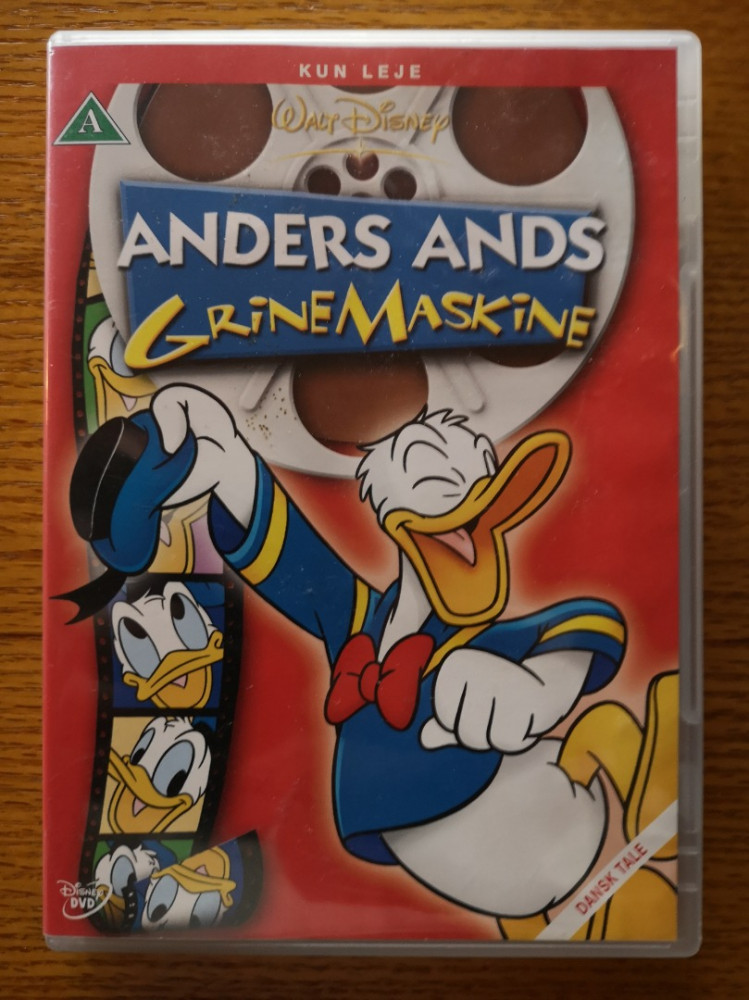 KUN LEJE
A
WALT DISNEY
ANDERS ANDS
GRINEMASKINE
DISNEY
DVD
DANSK TALE